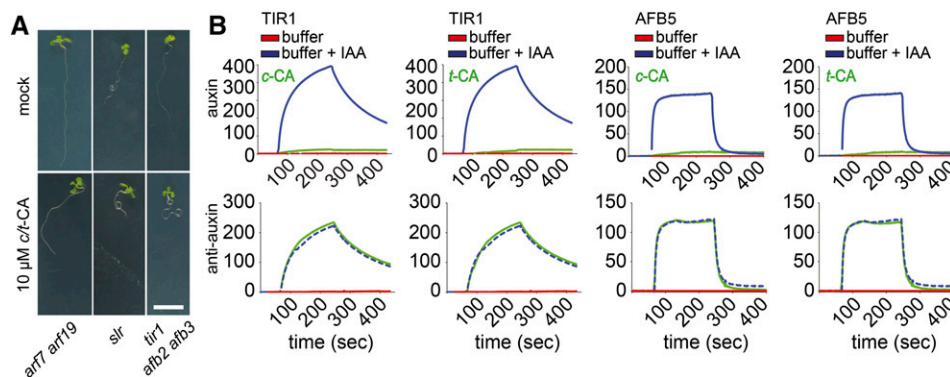 A
mock
10 µM c/t-CA
arf7 arf19
slr
tir1
afb2 afb3
B
TIR1
buffer
buffer + IAA
c-CA
TIR1
buffer
buffer + IAA
t-CA
AFB5
buffer
buffer + IAA
c-CA
AFB5
buffer
buffer + IAA
t-CA
auxin
400
300
200
100
0
100
200
300
400
400
300
200
100
0
100
200
300
400
200
150
100
50
0
100
200
300
400
200
150
100
50
0
100
200
300
400
anti-auxin
300
200
100
0
100
200
300
400
time (sec)
300
200
100
0
100
200
300
400
time (sec)
150
100
50
0
100
200
300
400
time (sec)
150
100
50
0
100
200
300
400
time (sec)